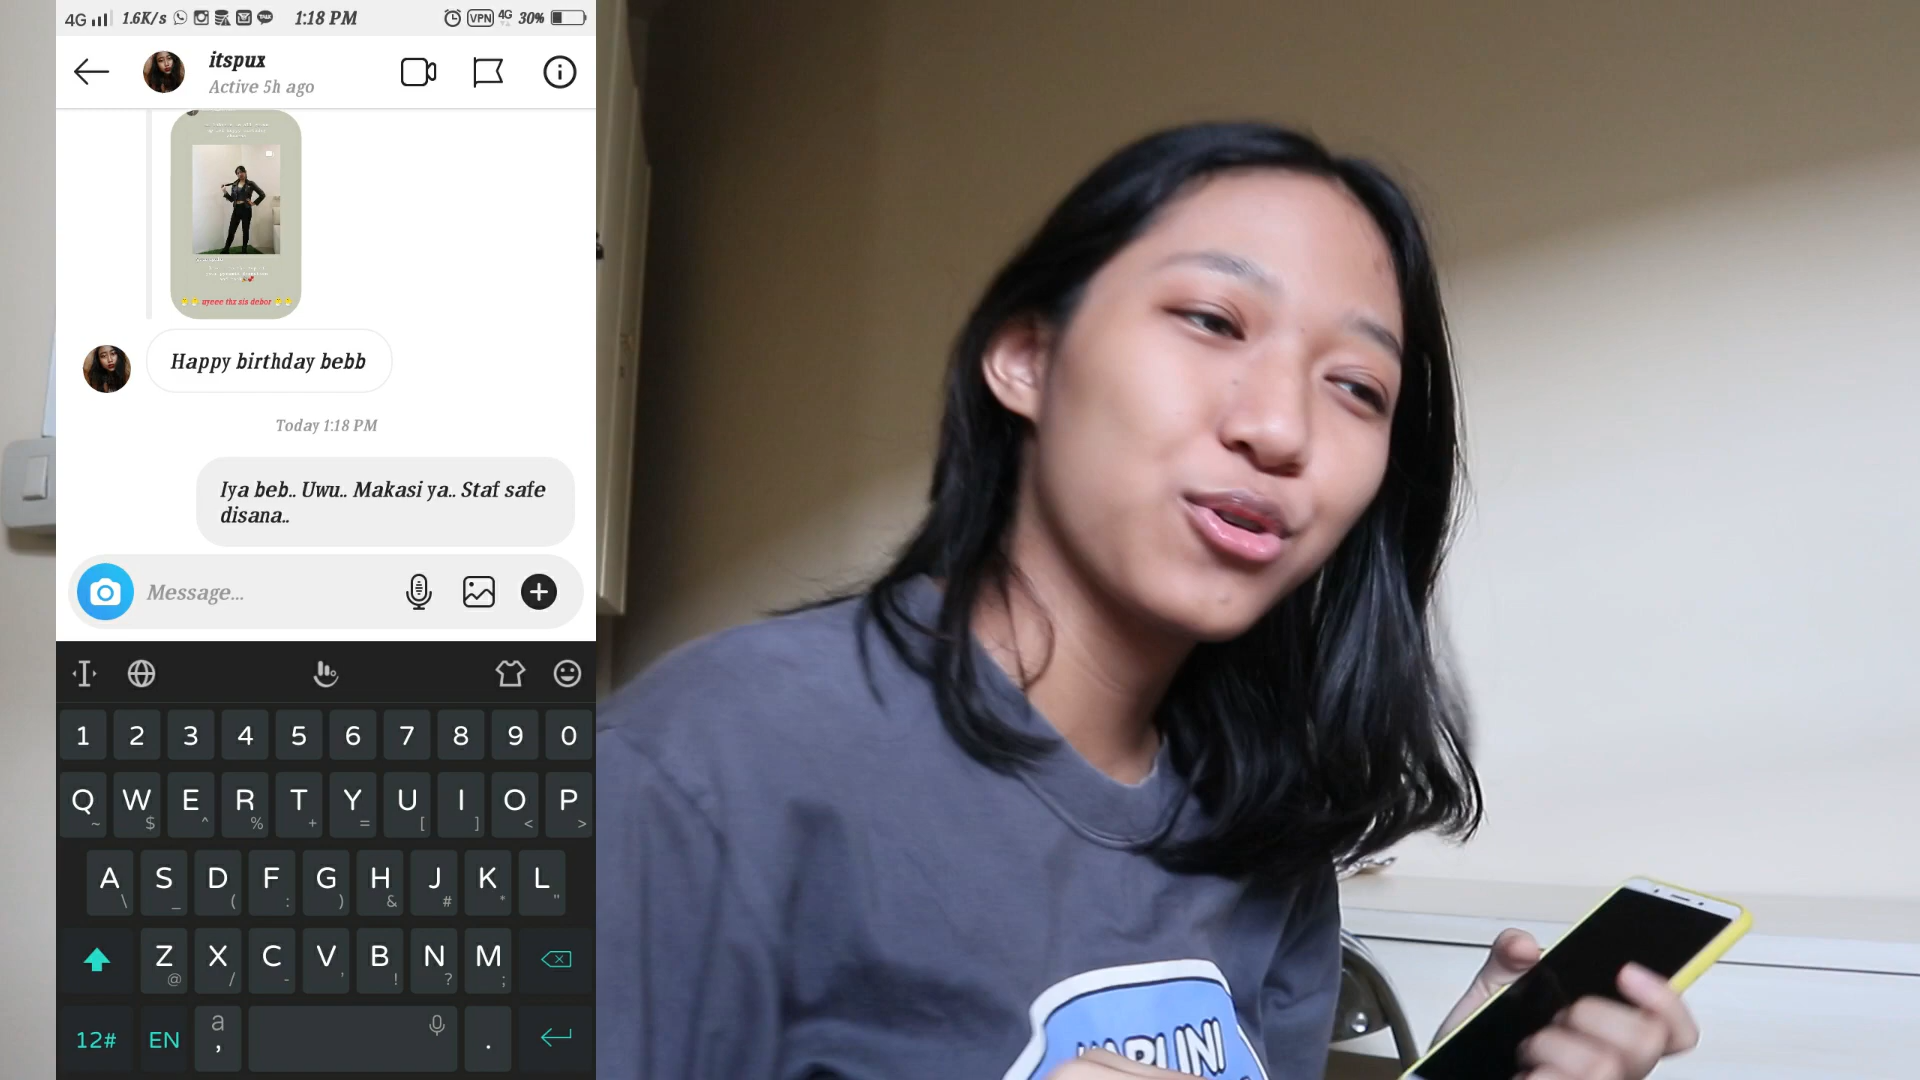 4G 1.6K/s 1:18 PM VPN 4G 30%
itspux
Active 5h ago
ayeee thx sis debor
Happy birthday bebb
Today 1:18 PM
Iya beb.. Uwu.. Makasi ya.. Staf safe
disana..
Message...
1 2 3 4 5 6 7 8 9 0
Q W E R T Y U I O P
~ $ ^ % + = [ ] < >
A S D F G H J K L
\ _ ( : ) & # * "
Z X C V B N M
@ / - ' ! ? ;
12# EN a , .